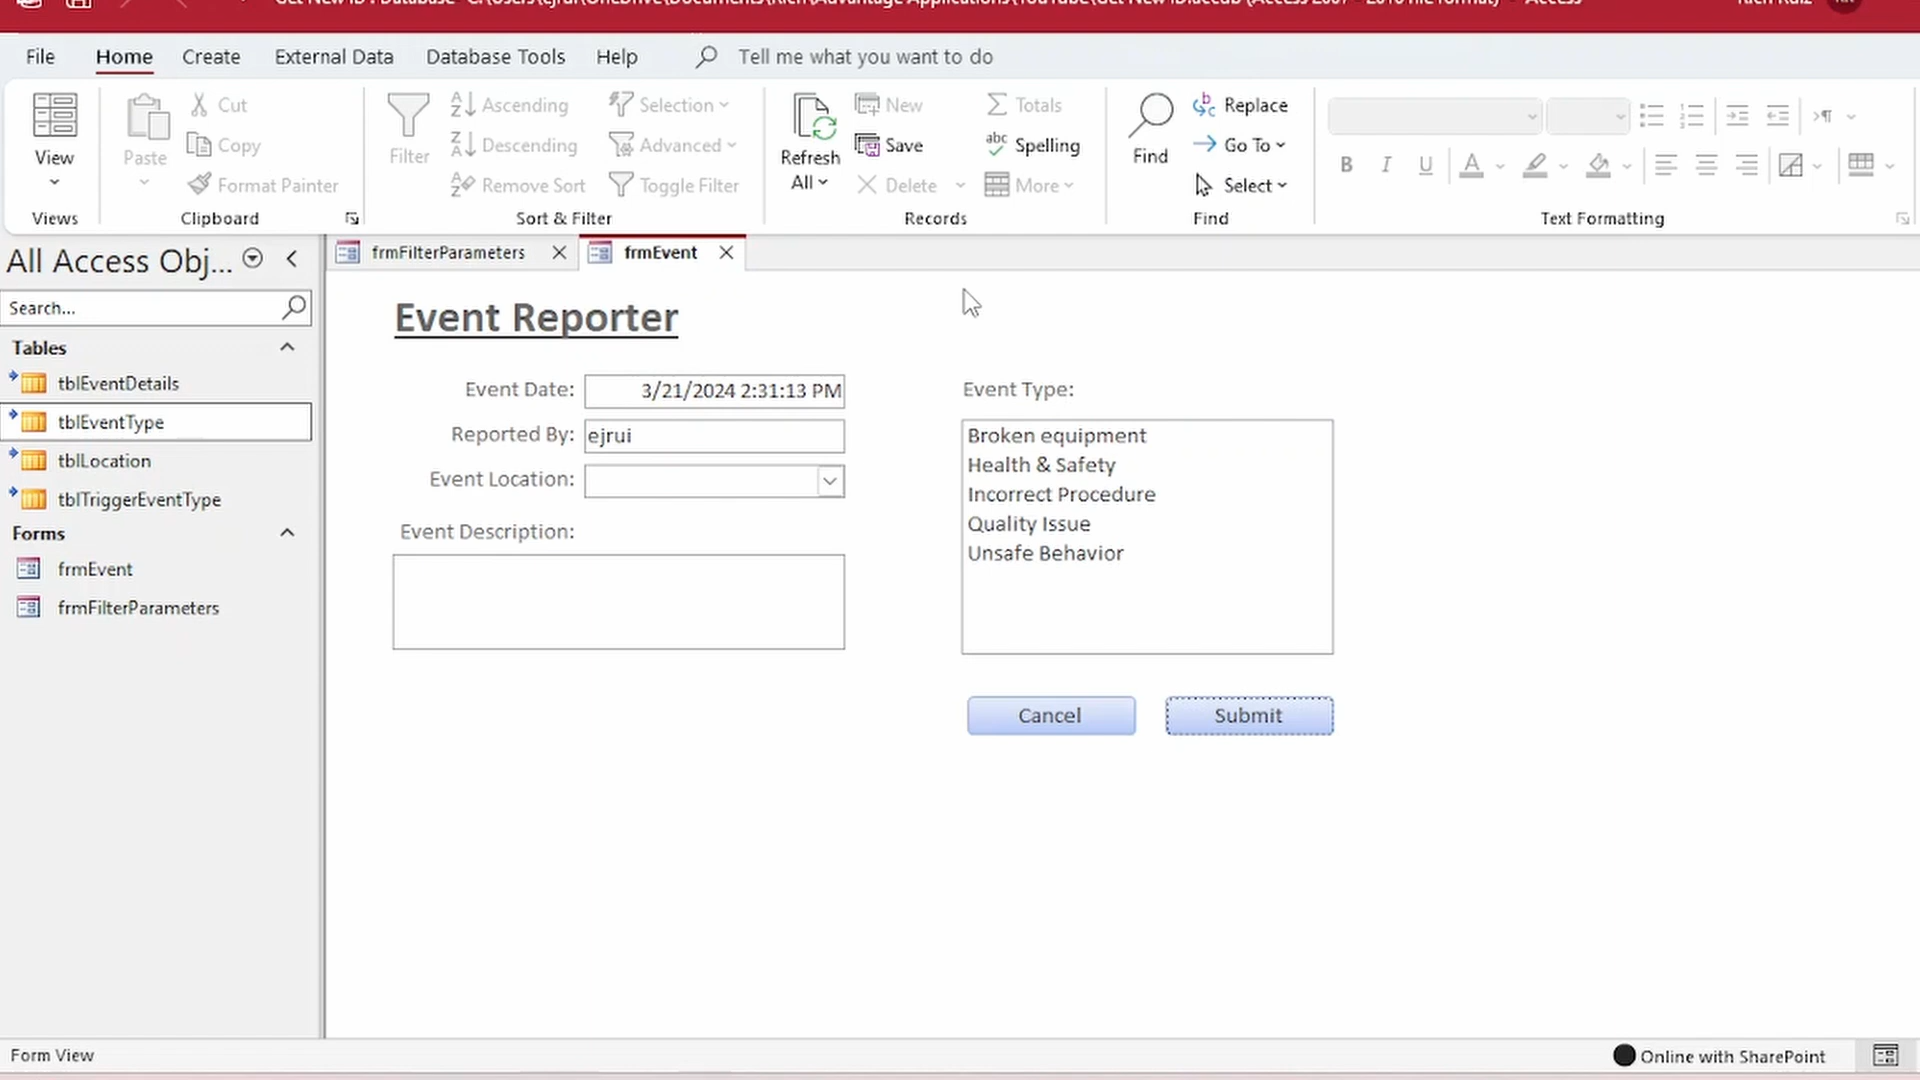 File Home Create External Data Database Tools Help Tell me what you want to do
View
Views
Paste
Cut
Copy
Format Painter
Clipboard
Filter
Ascending
Descending
Remove Sort
Selection
Advanced
Toggle Filter
Sort & Filter
Refresh
All
New
Save
Delete
Totals
Spelling
More
Records
Find
Replace
Go To
Select
Find
B I U
Text Formatting
All Access Obj...
Search...
Tables
tblEventDetails
tblEventType
tblLocation
tblTriggerEventType
Forms
frmEvent
frmFilterParameters
frmFilterParameters
frmEvent
Event Reporter
Event Date: 3/21/2024 2:31:13 PM
Reported By: ejrui
Event Location:
Event Description:
Event Type:
Broken equipment
Health & Safety
Incorrect Procedure
Quality Issue
Unsafe Behavior
Cancel
Submit
Form View
Online with SharePoint